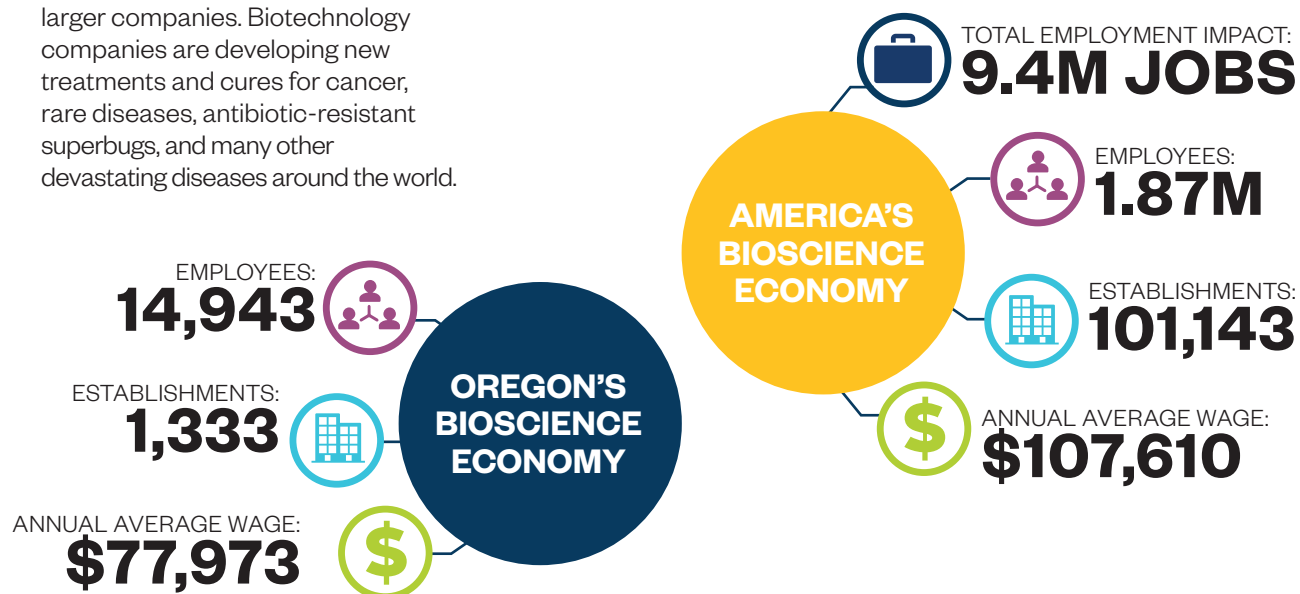 larger companies. Biotechnology
companies are developing new
treatments and cures for cancer,
rare diseases, antibiotic-resistant
superbugs, and many other
devastating diseases around the world.
EMPLOYEES:
14,943
ESTABLISHMENTS:
1,333
ANNUAL AVERAGE WAGE:
$77,973
OREGON'S
BIOSCIENCE
ECONOMY
AMERICA'S
BIOSCIENCE
ECONOMY
TOTAL EMPLOYMENT IMPACT:
9.4M JOBS
EMPLOYEES:
1.87M
ESTABLISHMENTS:
101,143
ANNUAL AVERAGE WAGE:
$107,610